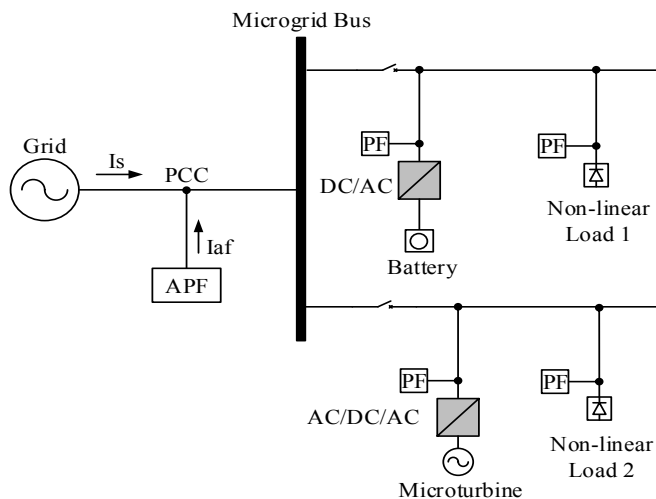 Microgrid Bus
Grid
Is
PCC
Iaf
APF
PF
DC/AC
Battery
PF
Non-linear
Load 1
PF
AC/DC/AC
Microturbine
PF
Non-linear
Load 2